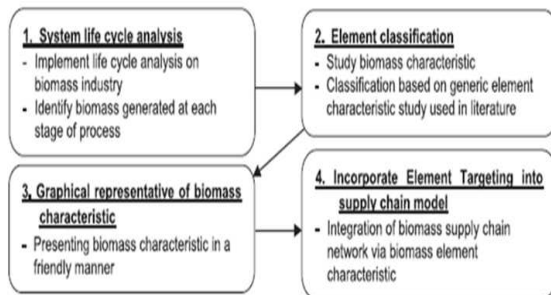 1. System life cycle analysis
- Implement life cycle analysis on
biomass industry
- Identify biomass generated at each
stage of process
2. Element classification
- Study biomass characteristic
- Classification based on generic element
characteristic study used in literature
3, Graphical representative of biomass
characteristic
- Presenting biomass characteristic in a
friendly manner
4. Incorporate Element Targeting into
supply chain model
- Integration of biomass supply chain
network via biomass element
characteristic